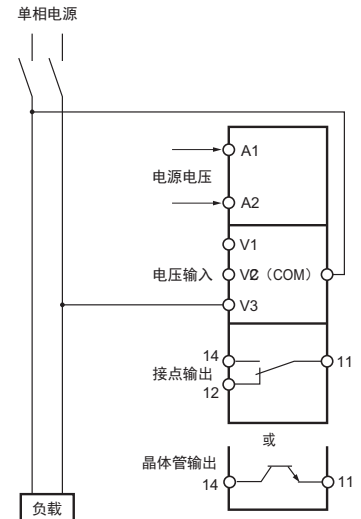 单相电源
A1
电源电压
A2
V1
电压输入 V2（COM）
V3
14 11
接点输出
12
或
晶体管输出
14 11
负载